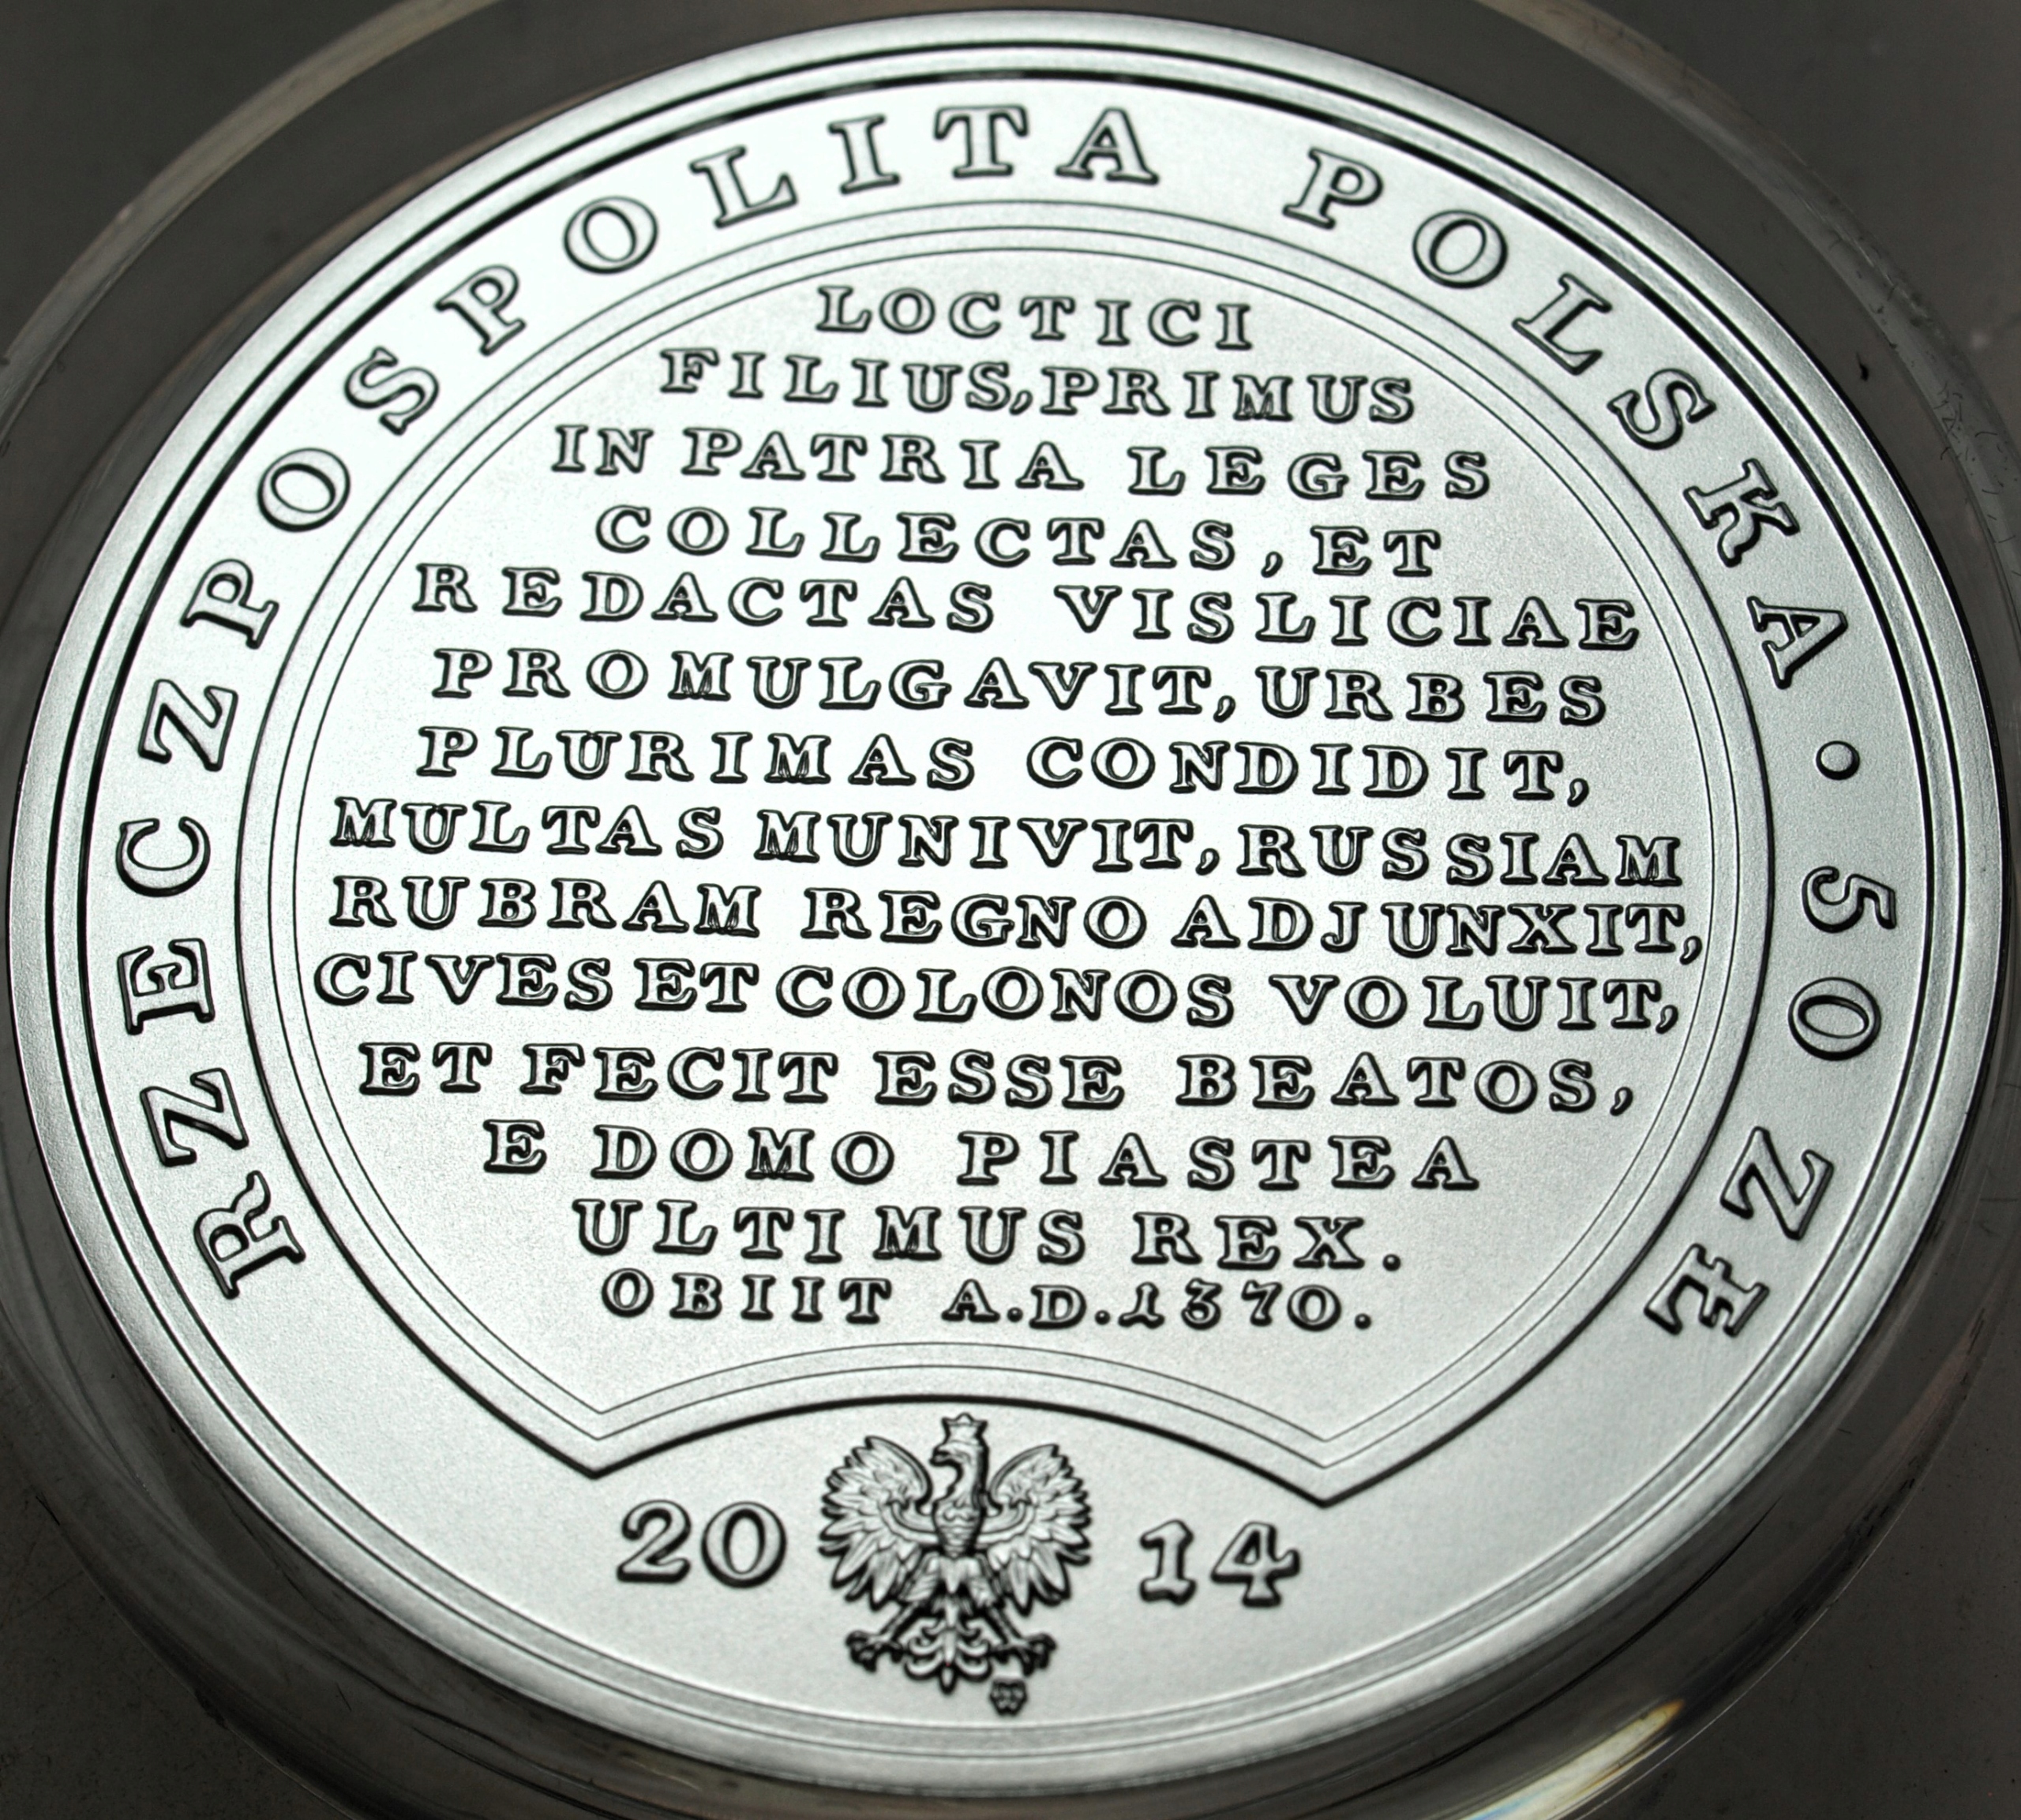 RZECZPOSPOLITA POLSKA · 50 ZŁ
LOCTICI
FILIUS, PRIMUS
IN PATRIA LEGES
COLLECTAS, ET
REDACTAS VISLICIAE
PROMULGAVIT, URBES
PLURIMAS CONDIDIT,
MULTAS MUNIVIT, RUSSIAM
RUBRAM REGNO ADJUNXIT,
CIVES ET COLONOS VOLUIT,
ET FECIT ESSE BEATOS,
E DOMO PIASTEA
ULTIMUS REX.
OBIIT A.D.1370.
2014